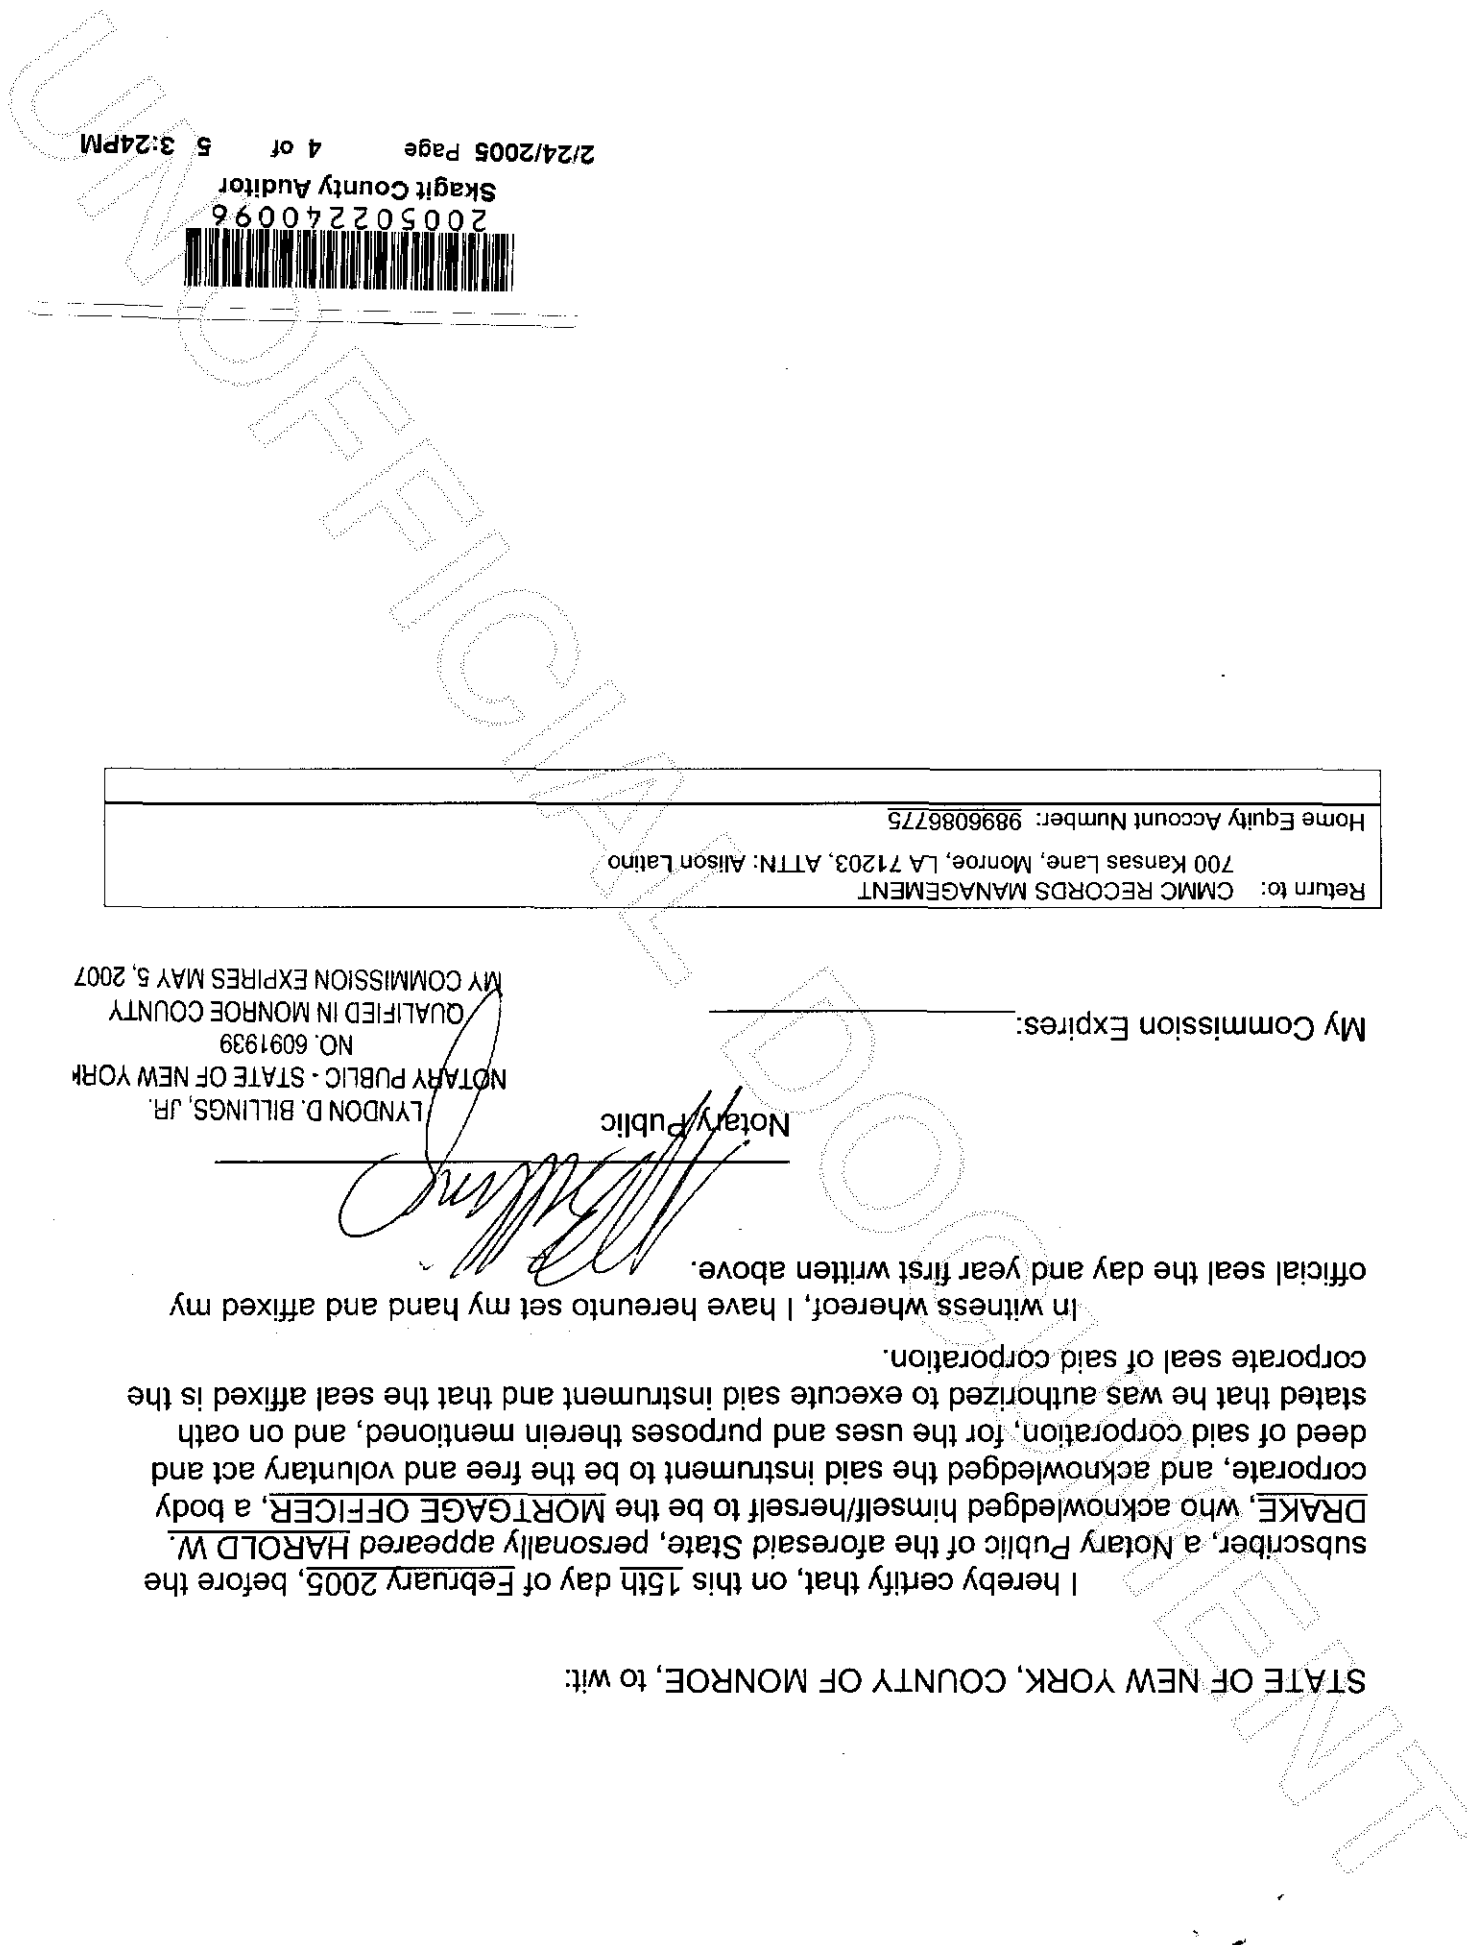 STATE OF NEW YORK, COUNTY OF MONROE, to wit:
I hereby certify that, on this 15th day of February 2005, before the
subscriber, a Notary Public of the aforesaid State, personally appeared HAROLD W.
DRAKE, who acknowledged himself/herself to be the MORTGAGE OFFICER, a body
corporate, and acknowledged the said instrument to be the free and voluntary act and
deed of said corporation, for the uses and purposes therein mentioned, and on oath
stated that he was authorized to execute said instrument and that the seal affixed is the
corporate seal of said corporation.
In witness whereof, I have hereunto set my hand and affixed my
official seal the day and year first written above.
Notary Public
LYNDON D. BILLINGS, JR.
NOTARY PUBLIC - STATE OF NEW YORK
NO. 6091939
QUALIFIED IN MONROE COUNTY
MY COMMISSION EXPIRES MAY 5, 2007
My Commission Expires:
Return to: CMMC RECORDS MANAGEMENT
700 Kansas Lane, Monroe, LA 71203, ATTN: Alison Latino
Home Equity Account Number: 9896086775
200502240096
Skagit County Auditor
2/24/2005 Page 4 of 5 3:24PM
UNOFFICIAL DOCUMENT